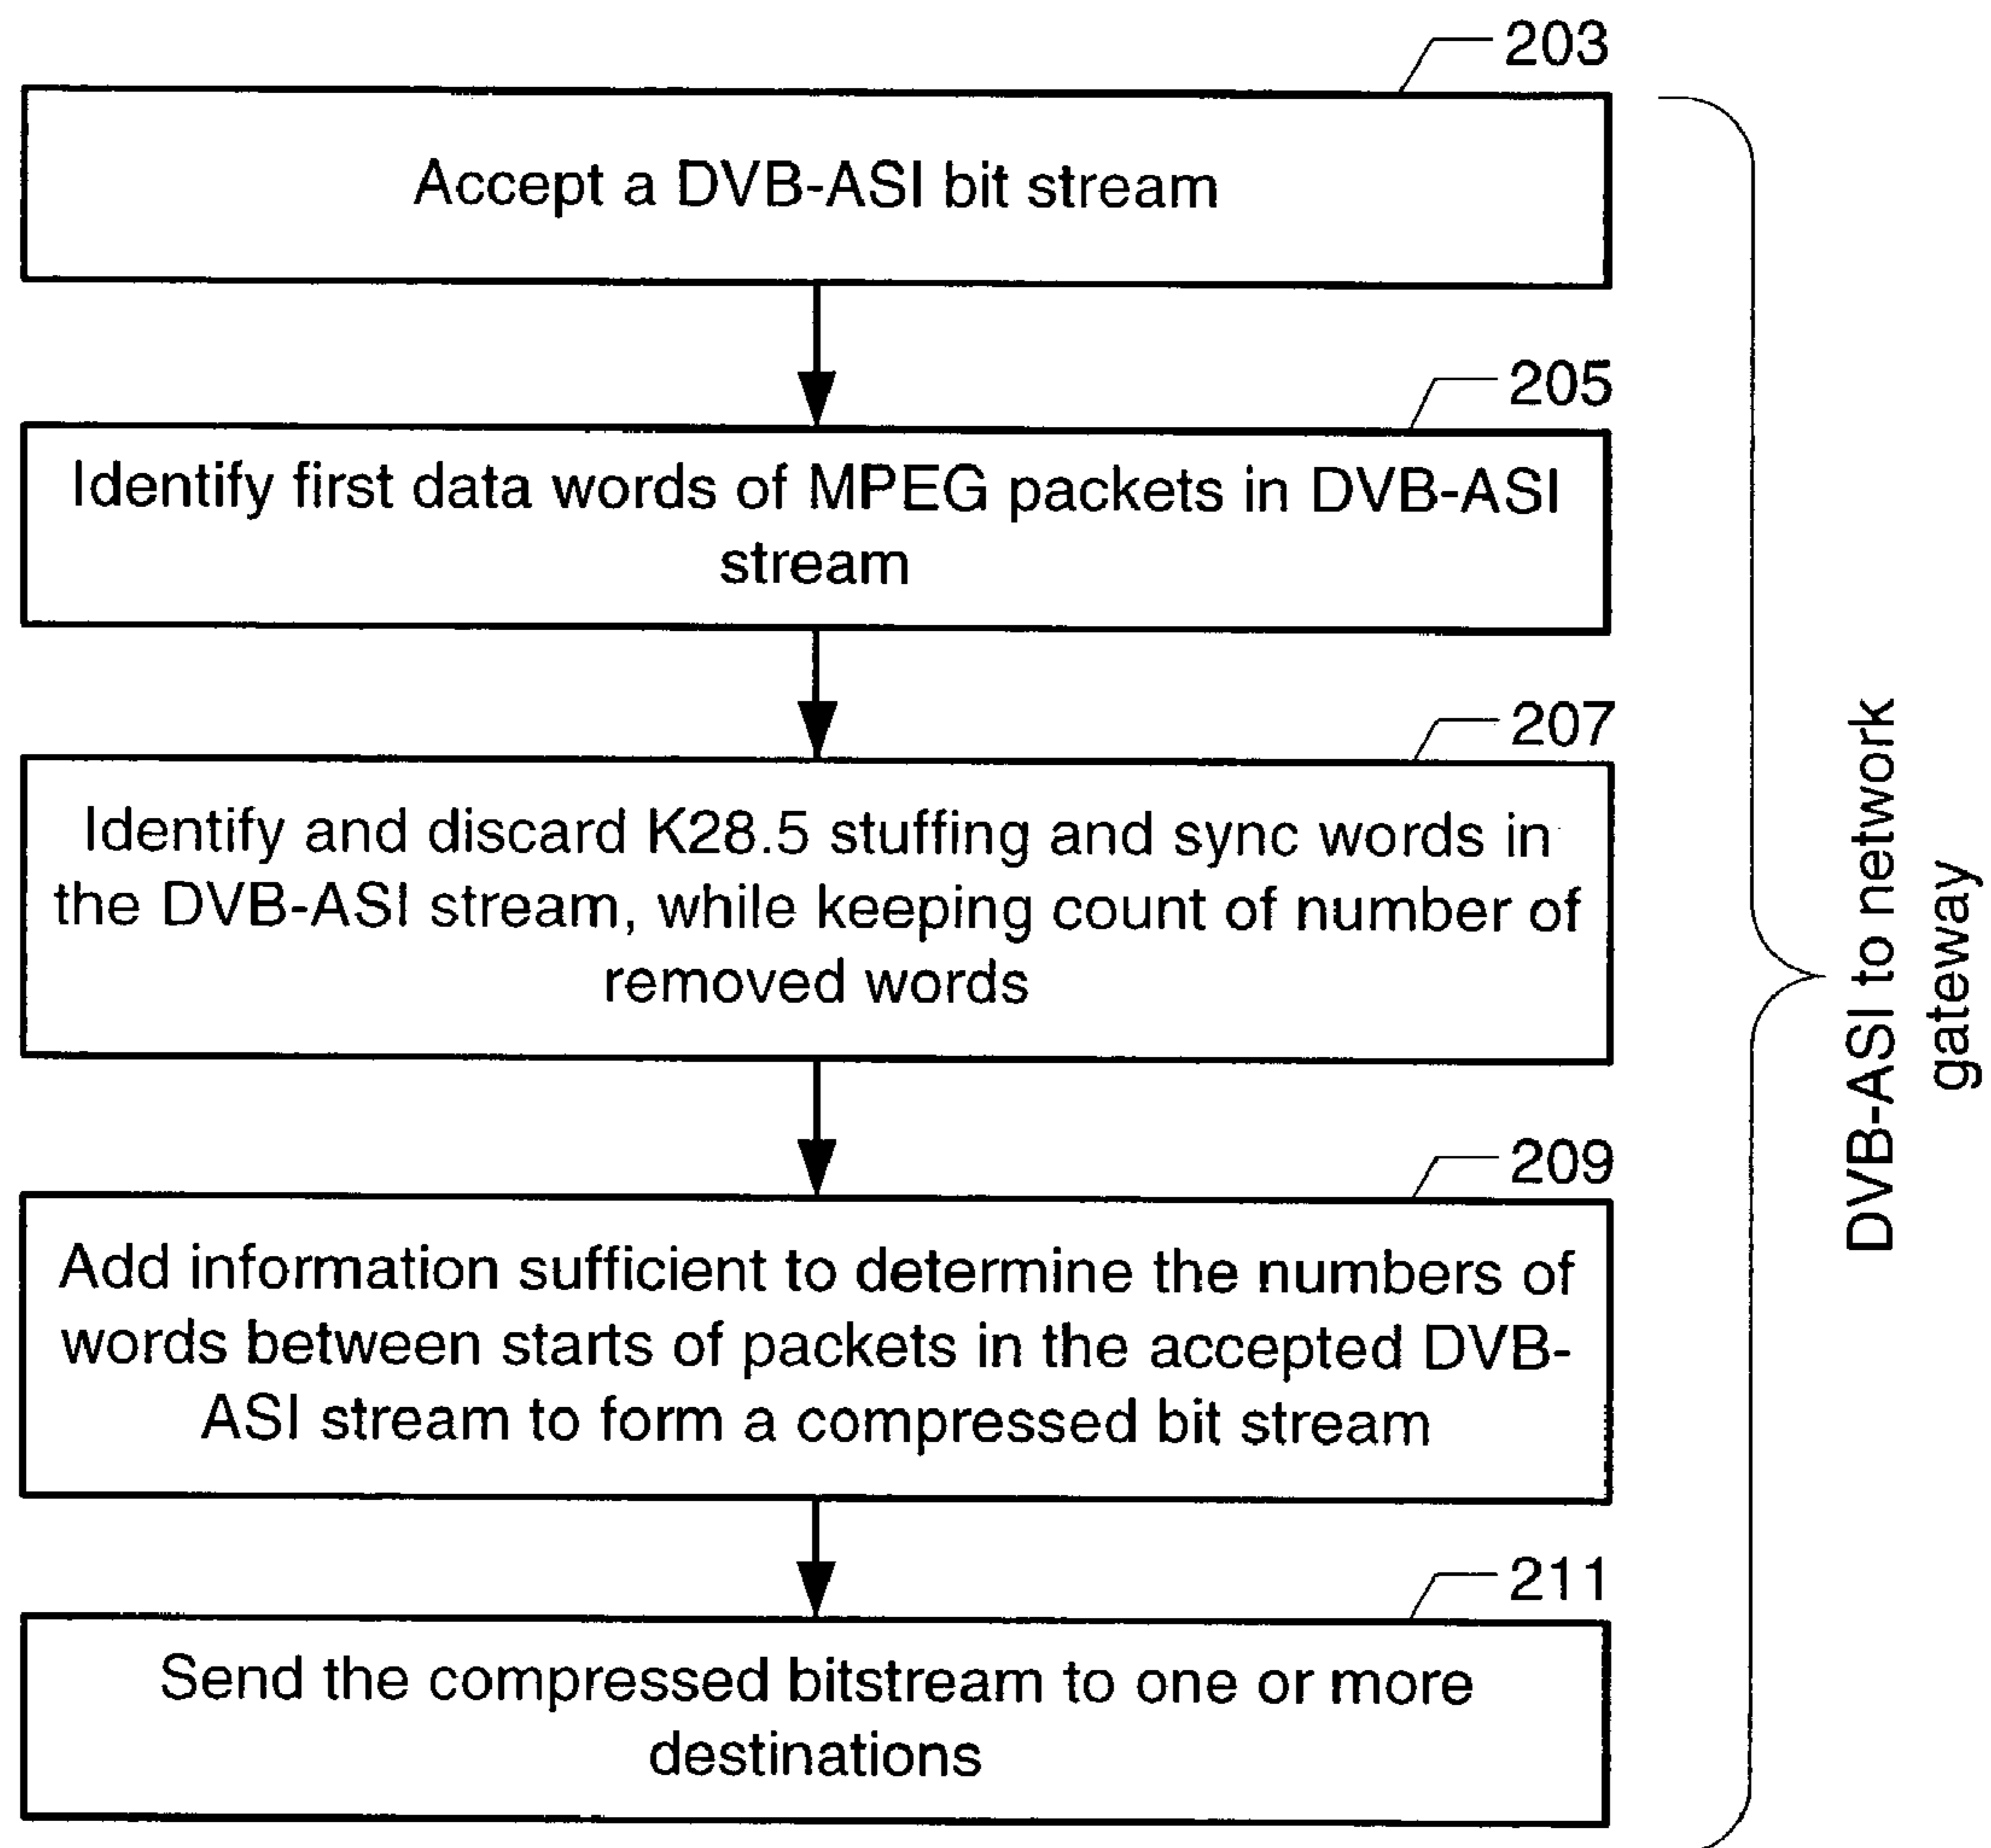 203
Accept a DVB-ASI bit stream
205
Identify first data words of MPEG packets in DVB-ASI
stream
207
Identify and discard K28.5 stuffing and sync words in
the DVB-ASI stream, while keeping count of number of
removed words
209
Add information sufficient to determine the numbers of
words between starts of packets in the accepted DVB-
ASI stream to form a compressed bit stream
211
Send the compressed bitstream to one or more
destinations
DVB-ASI to network
gateway